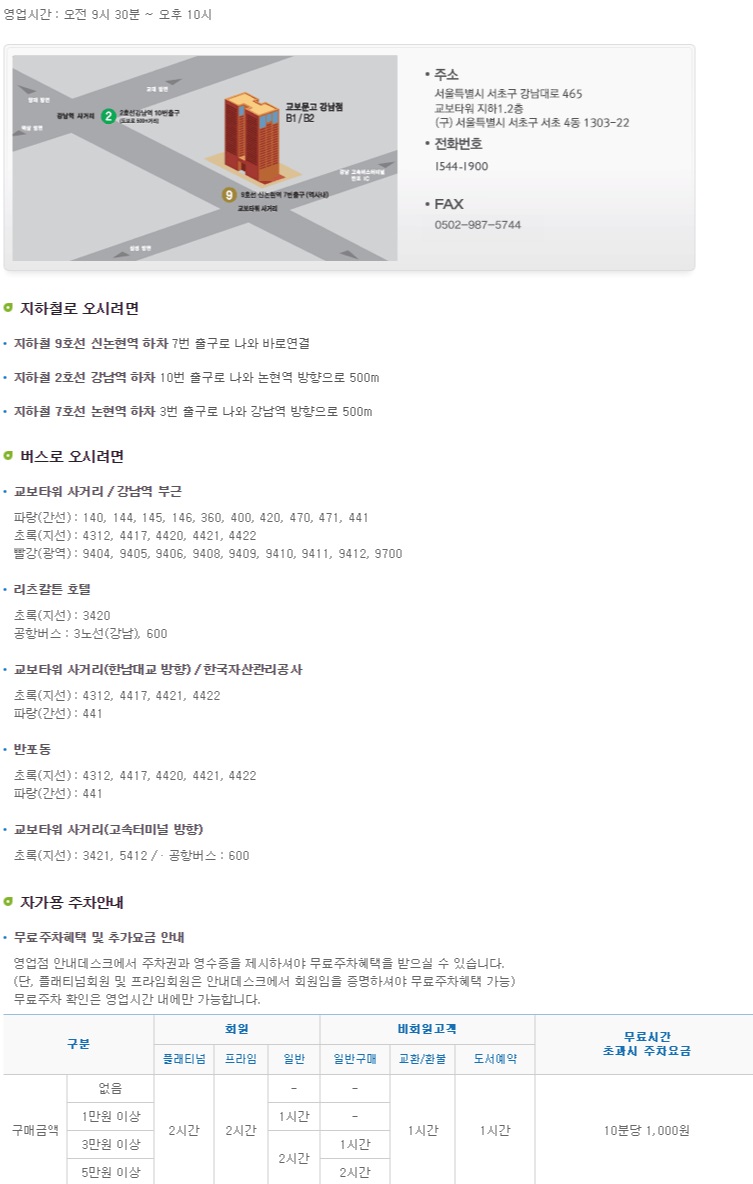 영업시간 : 오전 9시 30분 ~ 오후 10시
강남역 사거리
2
2호선강남역 10번출구
교보문고 강남점
B1 / B2
9
9호선 신논현역 7번출구 (역사내)
교보타워 사거리
• 주소
서울특별시 서초구 강남대로 465
교보타워 지하1.2층
(구) 서울특별시 서초구 서초 4동 1303-22
• 전화번호
1544-1900
• FAX
0502-987-5744
지하철로 오시려면
• 지하철 9호선 신논현역 하차 7번 출구로 나와 바로연결
• 지하철 2호선 강남역 하차 10번 출구로 나와 논현역 방향으로 500m
• 지하철 7호선 논현역 하차 3번 출구로 나와 강남역 방향으로 500m
버스로 오시려면
• 교보타워 사거리 / 강남역 부근
파랑(간선) : 140, 144, 145, 146, 360, 400, 420, 470, 471, 441
초록(지선) : 4312, 4417, 4420, 4421, 4422
빨강(광역) : 9404, 9405, 9406, 9408, 9409, 9410, 9411, 9412, 9700
• 리츠칼튼 호텔
초록(지선) : 3420
공항버스 : 3노선(강남), 600
• 교보타워 사거리(한남대교 방향) / 한국자산관리공사
초록(지선) : 4312, 4417, 4421, 4422
파랑(간선) : 441
• 반포동
초록(지선) : 4312, 4417, 4420, 4421, 4422
파랑(간선) : 441
• 교보타워 사거리(고속터미널 방향)
초록(지선) : 3421, 5412 / · 공항버스 : 600
자가용 주차안내
• 무료주차혜택 및 추가요금 안내
영업점 안내데스크에서 주차권과 영수증을 제시하셔야 무료주차혜택을 받으실 수 있습니다.
(단, 플래티넘회원 및 프라임회원은 안내데스크에서 회원임을 증명하셔야 무료주차혜택 가능)
무료주차 확인은 영업시간 내에만 가능합니다.
구분 회원 비회원고객 무료시간
초과시 주차요금
플래티넘 프라임 일반 일반구매 교환/환불 도서예약
없음 - -
1만원 이상 1시간 -
구매금액 2시간 2시간 1시간 1시간 10분당 1,000원
3만원 이상 2시간 1시간
5만원 이상 2시간